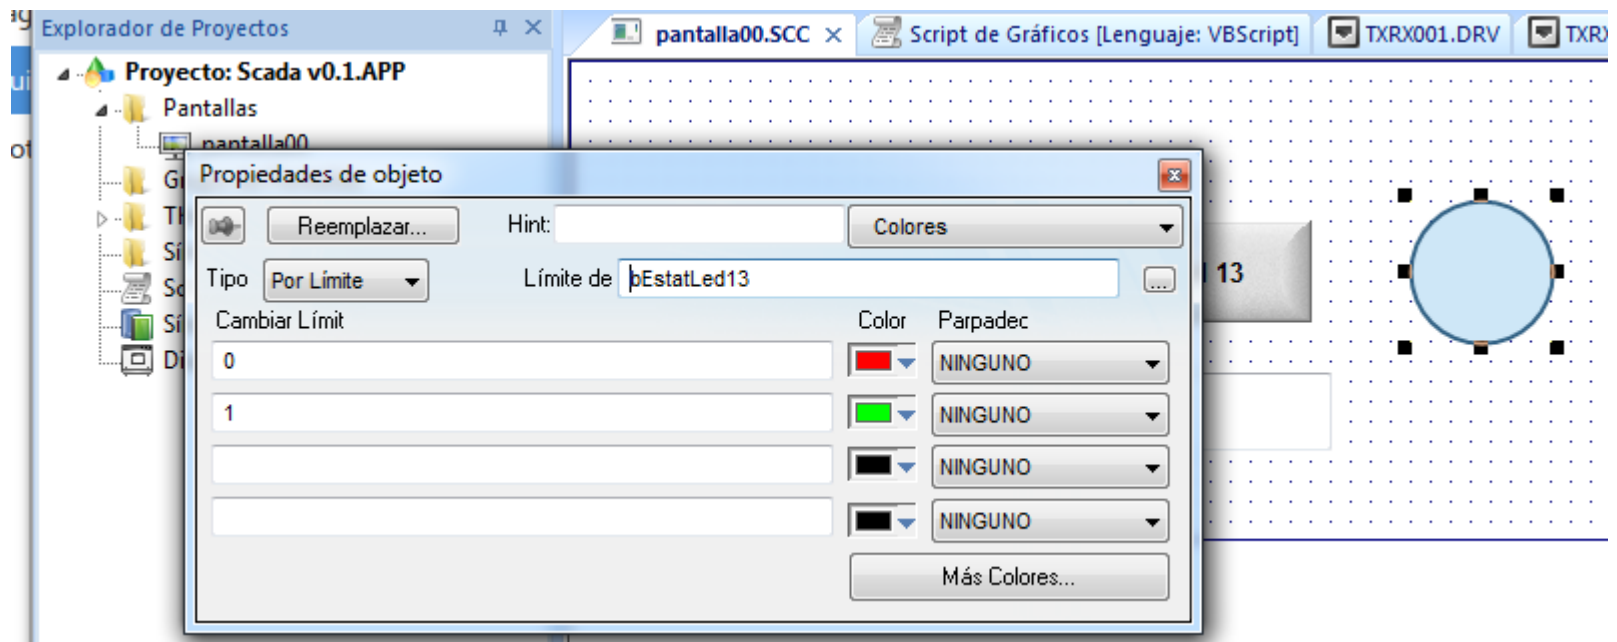 Explorador de Proyectos
pantalla00.SCC
Script de Gráficos [Lenguaje: VBScript]
TXRX001.DRV
Proyecto: Scada v0.1.APP
Pantallas
pantalla00
Propiedades de objeto
Reemplazar...
Hint:
Colores
Tipo
Por Límite
Límite de
bEstatLed13
...
13
Cambiar Límit
Color
Parpadec
0
NINGUNO
1
NINGUNO
NINGUNO
NINGUNO
Más Colores...